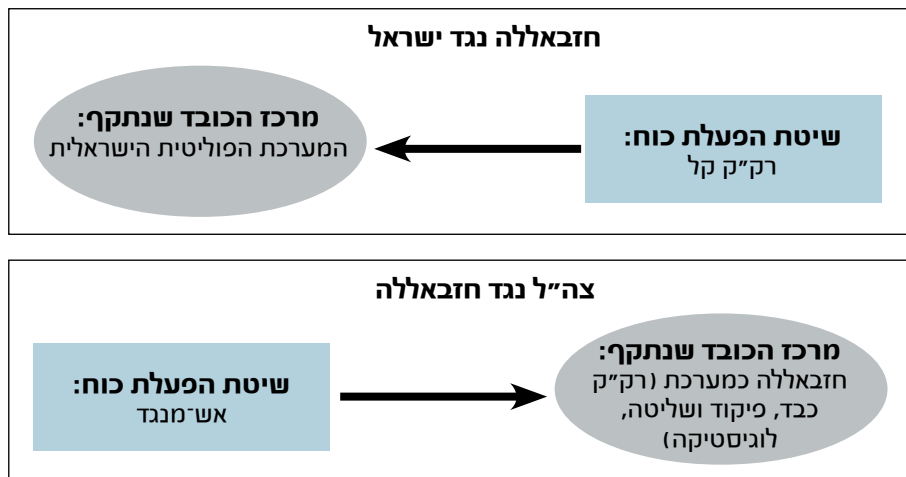 חזבאללה נגד ישראל
שיטת הפעלת כוח:
רק״ק קל
מרכז הכובד שנתקף:
המערכת הפוליטית הישראלית
צה״ל נגד חזבאללה
מרכז הכובד שנתקף:
חזבאללה כמערכת (רק״ק
כבד, פיקוד ושליטה,
לוגיסטיקה)
שיטת הפעלת כוח:
אש־מנגד